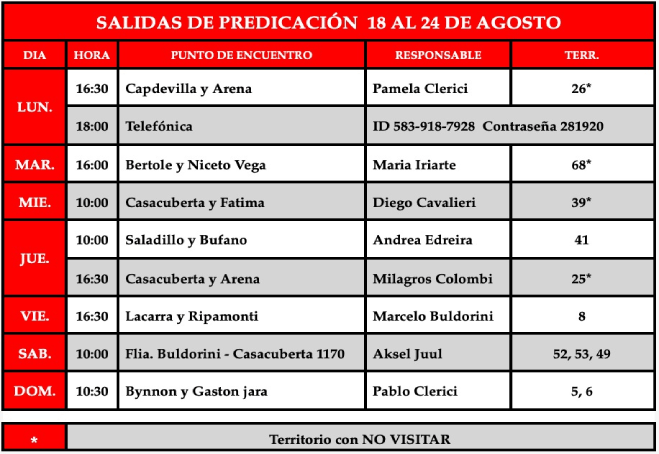 SALIDAS DE PREDICACIÓN 18 AL 24 DE AGOSTO
DIA HORA PUNTO DE ENCUENTRO RESPONSABLE TERR.
LUN. 16:30 Capdevilla y Arena Pamela Clerici 26*
18:00 Telefónica ID 583-918-7928 Contraseña 281920
MAR. 16:00 Bertole y Niceto Vega Maria Iriarte 68*
MIE. 10:00 Casacuberta y Fatima Diego Cavalieri 39*
JUE. 10:00 Saladillo y Bufano Andrea Edreira 41
16:30 Casacuberta y Arena Milagros Colombi 25*
VIE. 16:30 Lacarra y Ripamonti Marcelo Buldorini 8
SAB. 10:00 Flia. Buldorini - Casacuberta 1170 Aksel Juul 52, 53, 49
DOM. 10:30 Bynnon y Gaston jara Pablo Clerici 5, 6
* Territorio con NO VISITAR